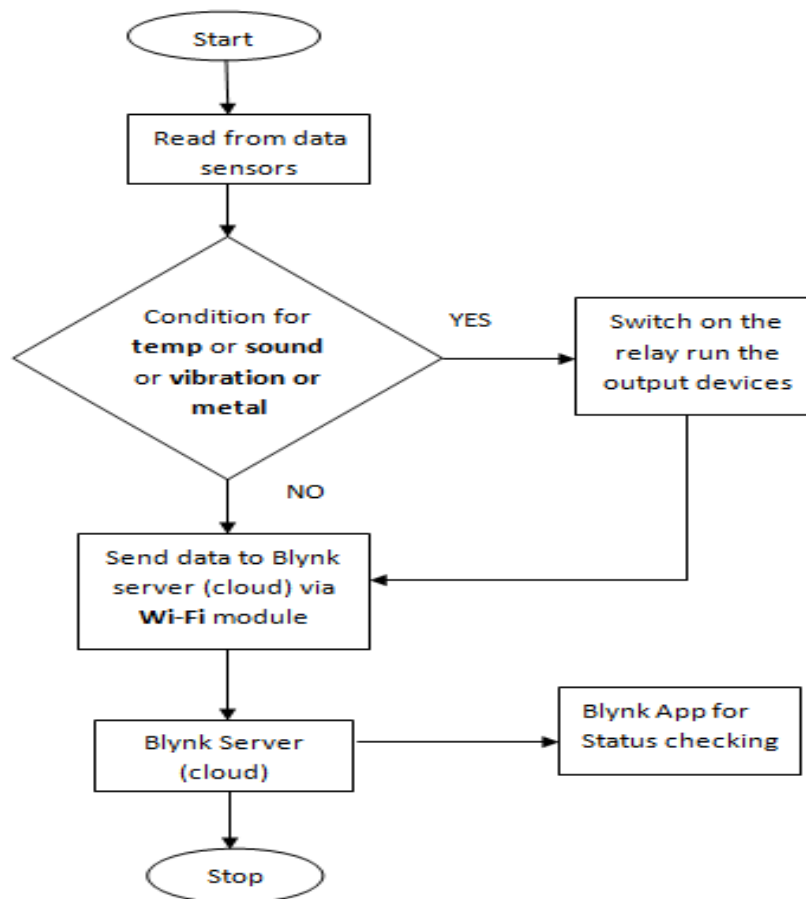 Start
Read from data
sensors
Condition for
temp or sound
or vibration or
metal
YES
Switch on the
relay run the
output devices
NO
Send data to Blynk
server (cloud) via
Wi-Fi module
Blynk Server
(cloud)
Blynk App for
Status checking
Stop